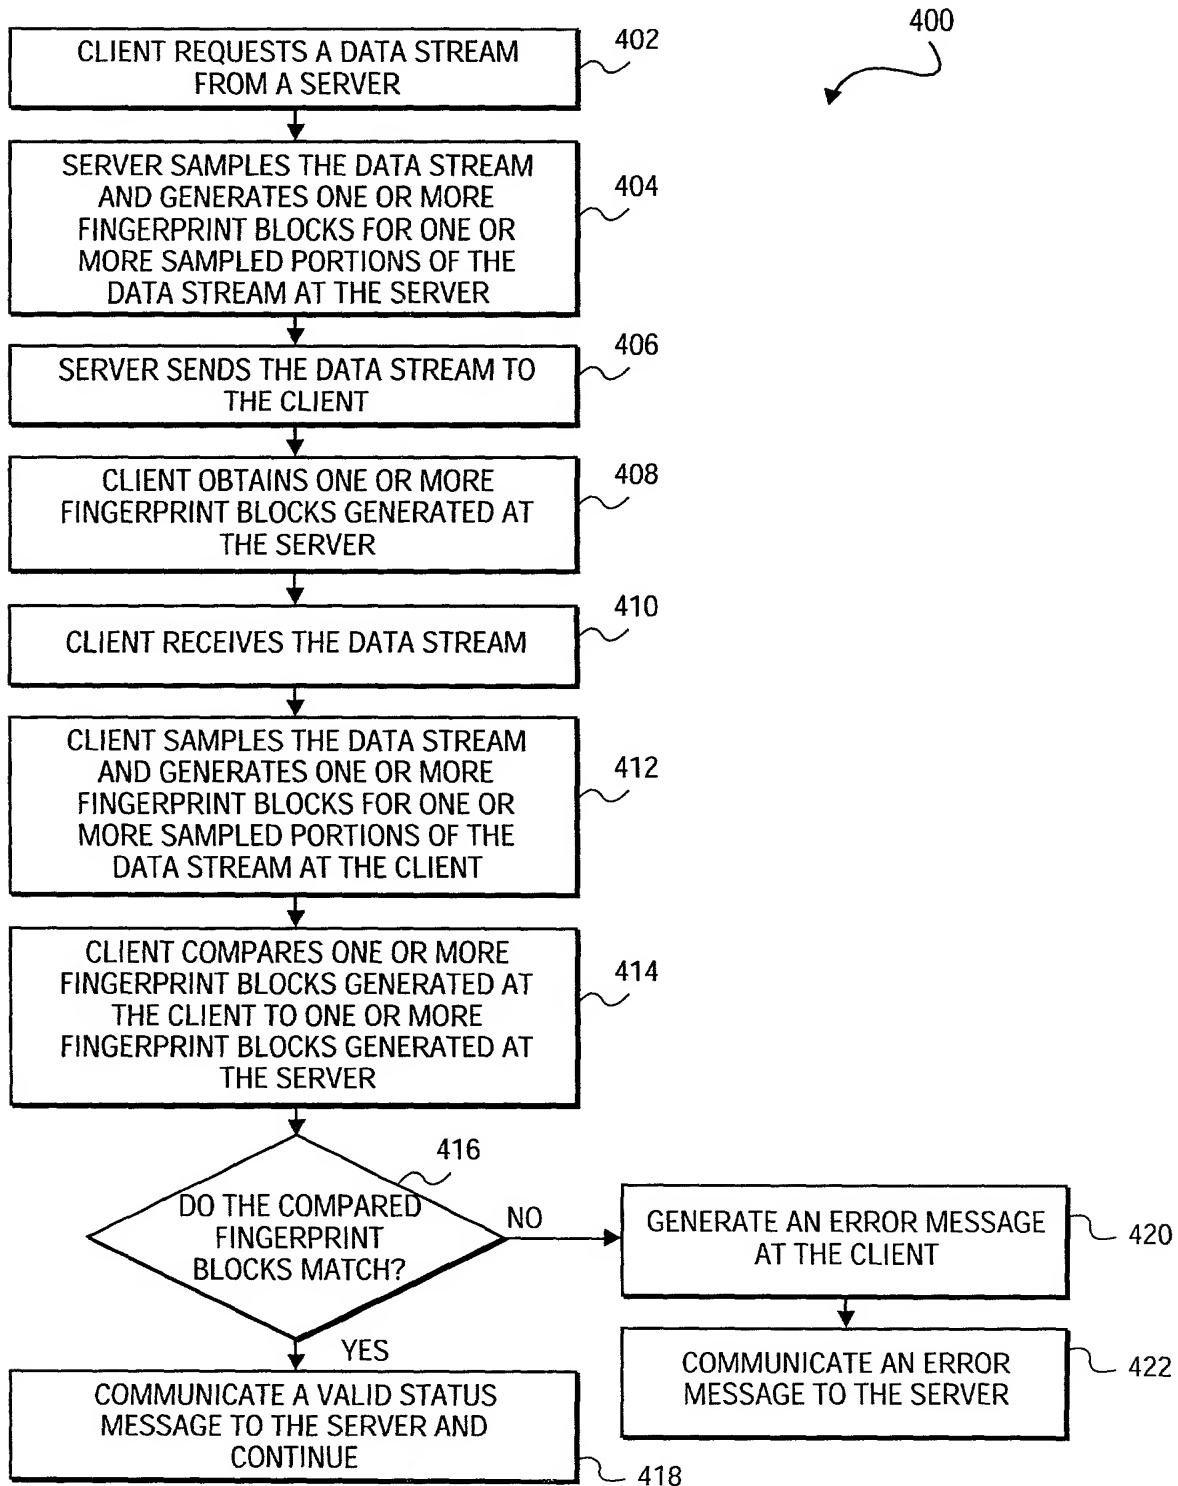 400
CLIENT REQUESTS A DATA STREAM
FROM A SERVER
402
SERVER SAMPLES THE DATA STREAM
AND GENERATES ONE OR MORE
FINGERPRINT BLOCKS FOR ONE OR
MORE SAMPLED PORTIONS OF THE
DATA STREAM AT THE SERVER
404
SERVER SENDS THE DATA STREAM TO
THE CLIENT
406
CLIENT OBTAINS ONE OR MORE
FINGERPRINT BLOCKS GENERATED AT
THE SERVER
408
CLIENT RECEIVES THE DATA STREAM
410
CLIENT SAMPLES THE DATA STREAM
AND GENERATES ONE OR MORE
FINGERPRINT BLOCKS FOR ONE OR
MORE SAMPLED PORTIONS OF THE
DATA STREAM AT THE CLIENT
412
CLIENT COMPARES ONE OR MORE
FINGERPRINT BLOCKS GENERATED AT
THE CLIENT TO ONE OR MORE
FINGERPRINT BLOCKS GENERATED AT
THE SERVER
414
DO THE COMPARED
FINGERPRINT
BLOCKS MATCH?
416
NO
GENERATE AN ERROR MESSAGE
AT THE CLIENT
420
COMMUNICATE AN ERROR
MESSAGE TO THE SERVER
422
YES
COMMUNICATE A VALID STATUS
MESSAGE TO THE SERVER AND
CONTINUE
418